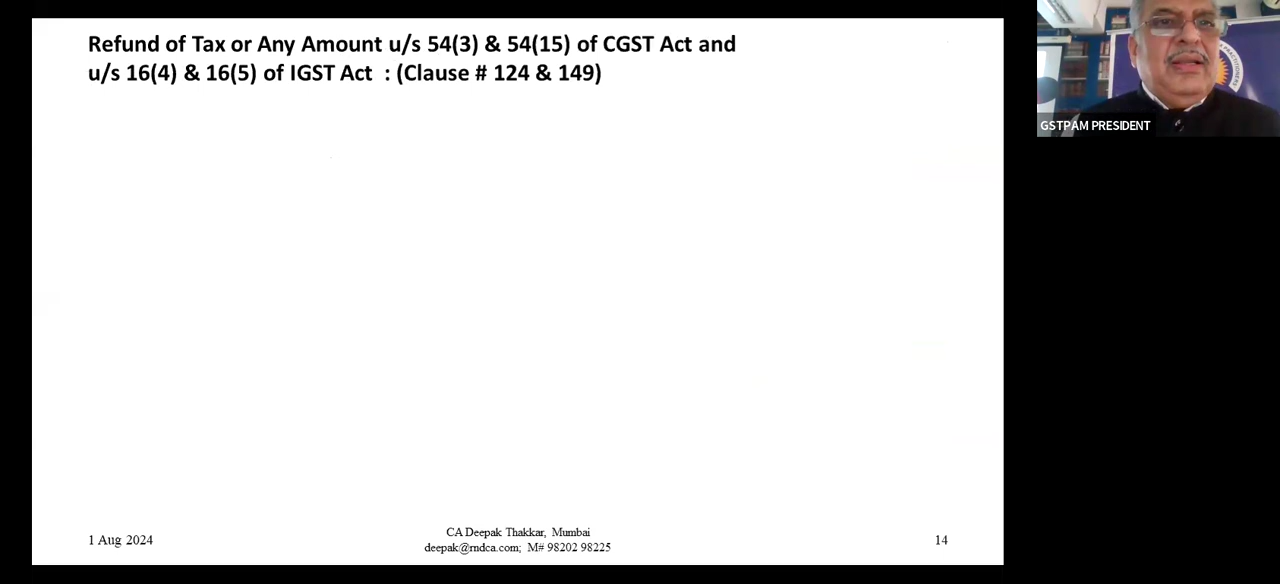 Refund of Tax or Any Amount u/s 54(3) & 54(15) of CGST Act and
u/s 16(4) & 16(5) of IGST Act : (Clause # 124 & 149)
PRACTITIONERS'
GSTPAM PRESIDENT
1 Aug 2024
CA Deepak Thakkar, Mumbai
deepak@rndca.com; M# 98202 98225
14